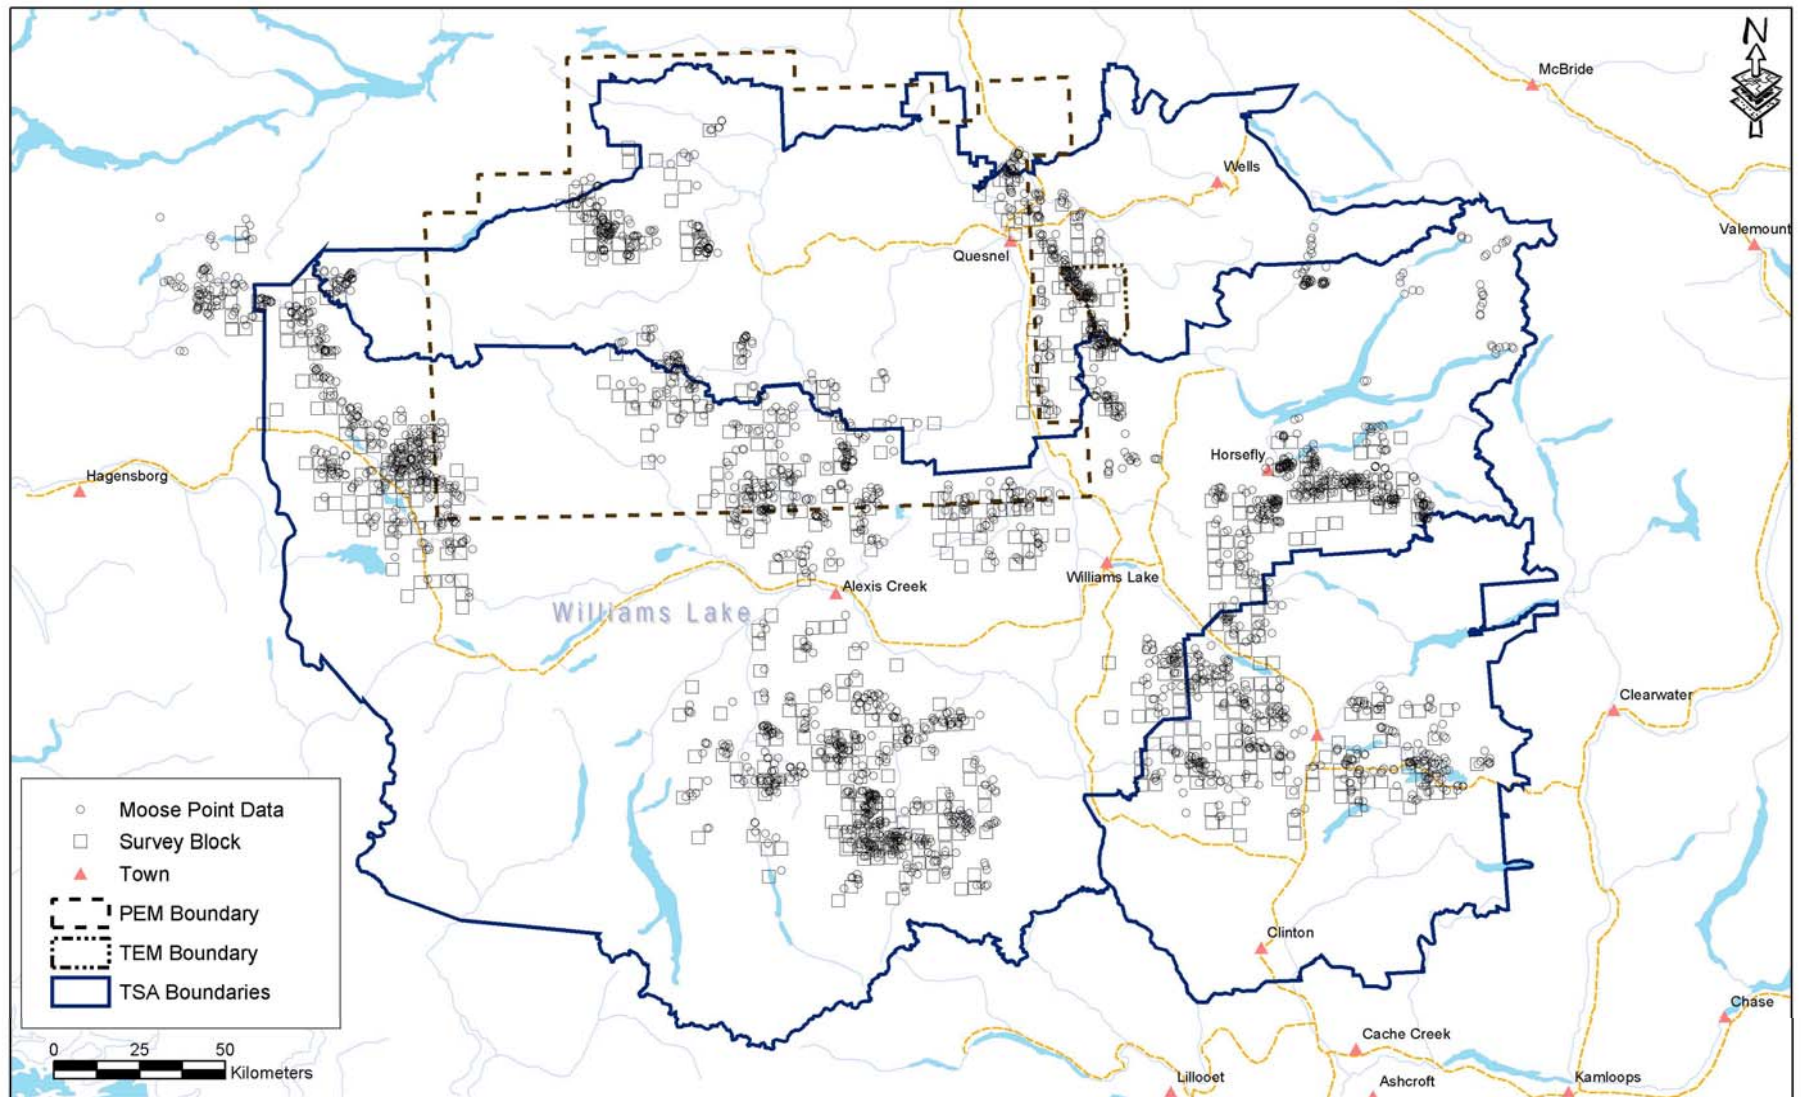 N
McBride
Wells
Valemount
Quesnel
Horsefly
Hagensborg
Williams Lake
Alexis Creek
Williams Lake
Clearwater
Moose Point Data
Survey Block
Town
PEM Boundary
TEM Boundary
TSA Boundaries
Clinton
Chase
0 25 50
Kilometers
Cache Creek
Lillooet
Ashcroft
Kamloops